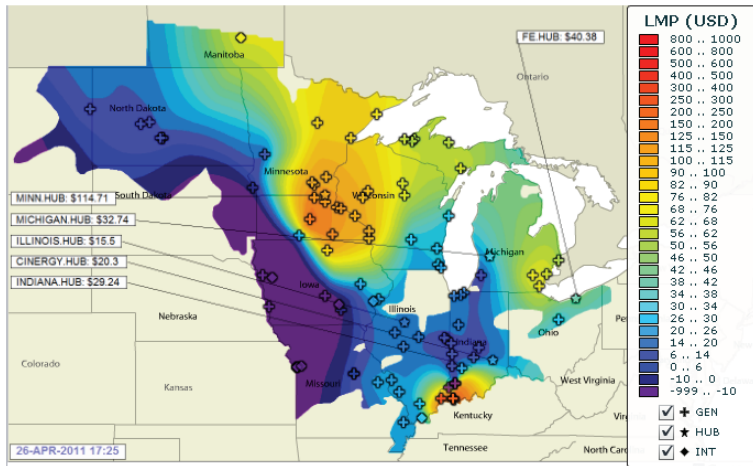 FE.HUB: $40.38
Manitoba
Ontario
North Dakota
Minnesota
MINN.HUB: $114.71
South Dakota
Wisconsin
MICHIGAN.HUB: $32.74
ILLINOIS.HUB: $15.5
Michigan
CINERGY.HUB: $20.3
INDIANA.HUB: $29.24
Iowa
Nebraska
Illinois
Ohio
Indiana
Colorado
Kansas
Missouri
West Virginia
Kentucky
Tennessee
North Carol
26-APR-2011 17:25
LMP (USD)
800 .. 1000
600 .. 800
500 .. 600
400 .. 500
300 .. 400
250 .. 300
200 .. 250
150 .. 200
125 .. 150
115 .. 125
100 .. 115
90 .. 100
82 .. 90
76 .. 82
68 .. 76
62 .. 68
56 .. 62
50 .. 56
46 .. 50
42 .. 46
38 .. 42
34 .. 38
30 .. 34
26 .. 30
20 .. 26
14 .. 20
6 .. 14
0 .. 6
-10 .. 0
-999 .. -10
GEN
HUB
INT